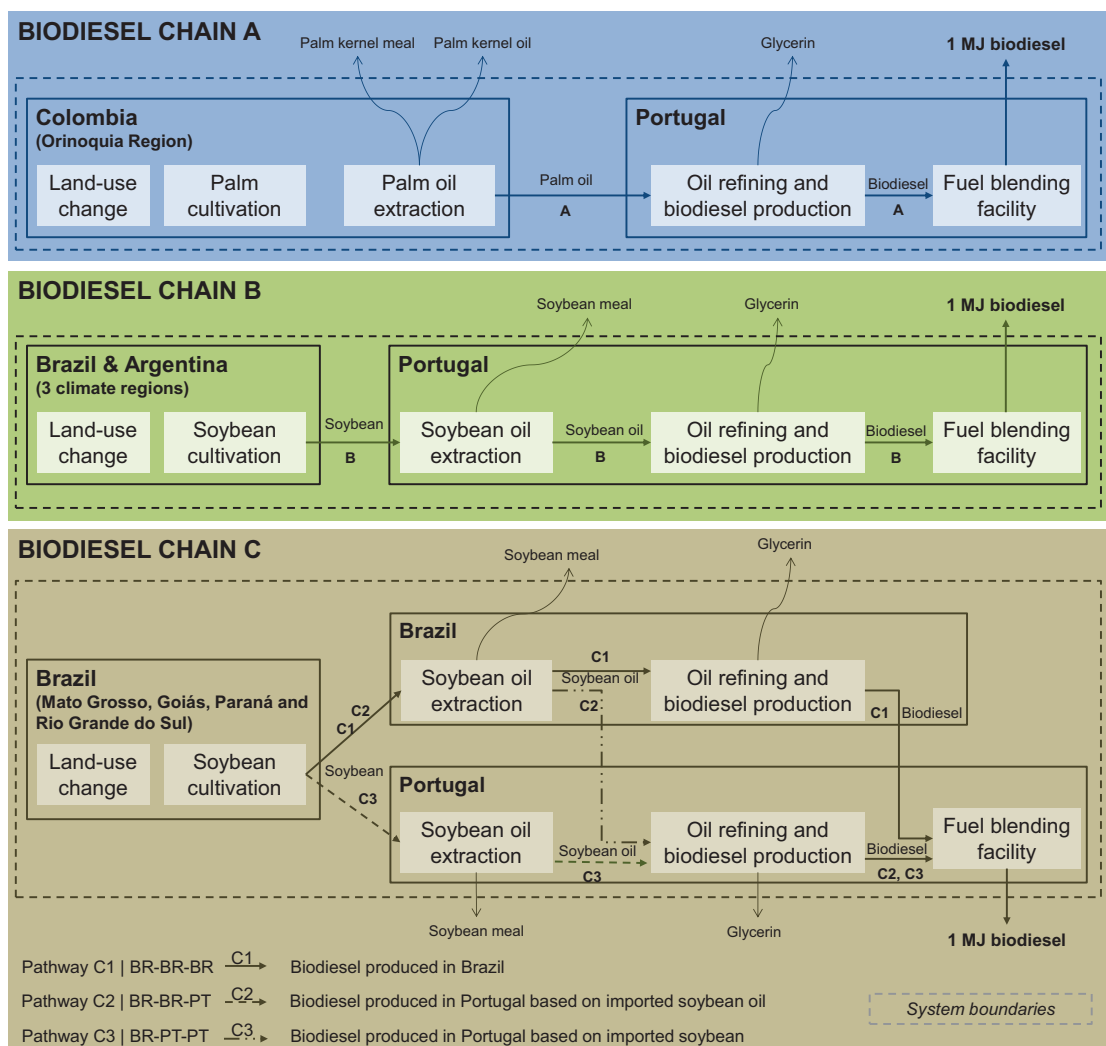 BIODIESEL CHAIN A
Palm kernel meal
Palm kernel oil
Glycerin
1 MJ biodiesel
Colombia
(Orinoquia Region)
Portugal
Land-use
change
Palm
cultivation
Palm oil
extraction
Palm oil
A
Oil refining and
biodiesel production
Biodiesel
A
Fuel blending
facility
BIODIESEL CHAIN B
Soybean meal
Glycerin
1 MJ biodiesel
Brazil & Argentina
(3 climate regions)
Portugal
Land-use
change
Soybean
cultivation
Soybean
B
Soybean oil
extraction
Soybean oil
B
Oil refining and
biodiesel production
Biodiesel
B
Fuel blending
facility
BIODIESEL CHAIN C
Soybean meal
Glycerin
Brazil
Soybean oil
extraction
C1
Soybean oil
C2
Oil refining and
biodiesel production
C1
Biodiesel
Brazil
(Mato Grosso, Goiás, Paraná and
Rio Grande do Sul)
Land-use
change
Soybean
cultivation
C2
C1
Soybean
C3
Portugal
Soybean oil
extraction
Soybean oil
C3
Oil refining and
biodiesel production
Biodiesel
C2, C3
Fuel blending
facility
Soybean meal
Glycerin
1 MJ biodiesel
Pathway C1 | BR-BR-BR C1 Biodiesel produced in Brazil
Pathway C2 | BR-BR-PT C2 Biodiesel produced in Portugal based on imported soybean oil
Pathway C3 | BR-PT-PT C3 Biodiesel produced in Portugal based on imported soybean
System boundaries